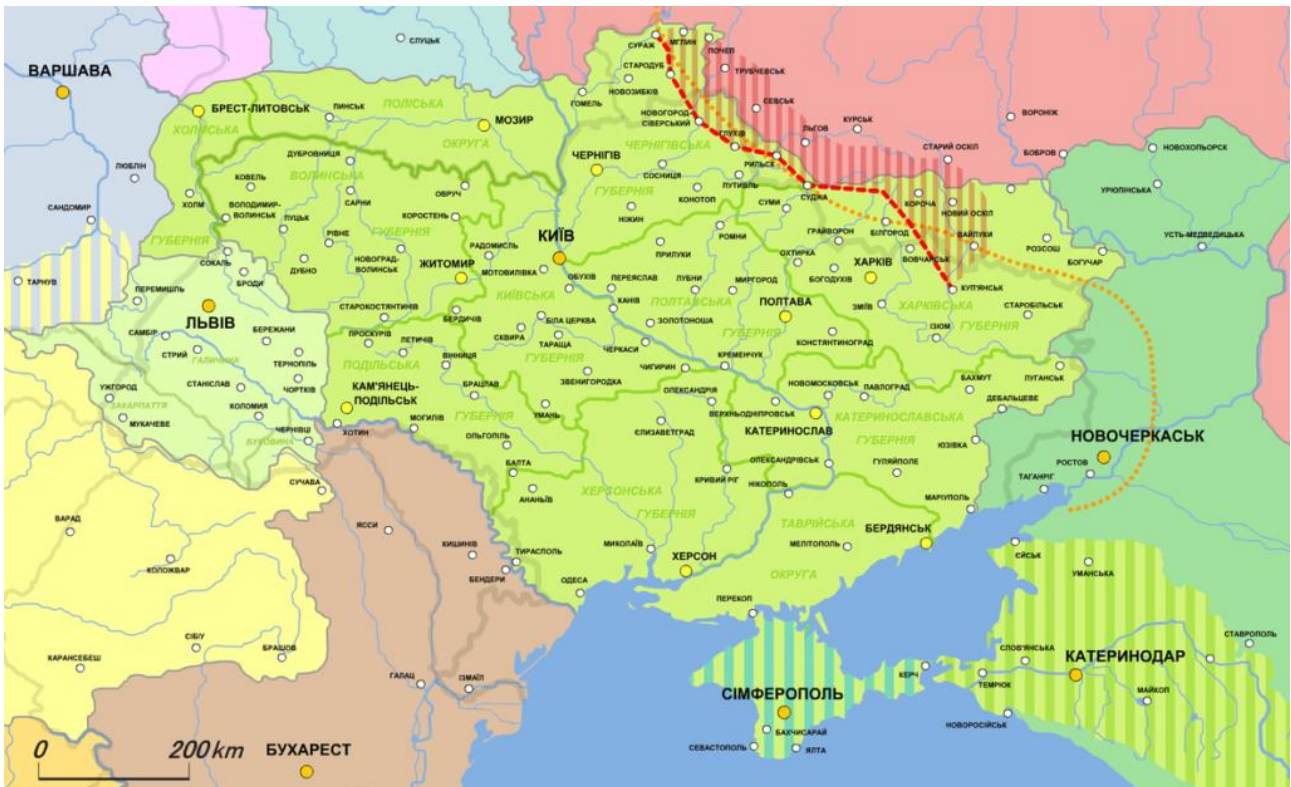 СЛУЦЬК
ВАРШАВА
СУРАЖ
МГЛИН
ПОЧЕП
ТРУБЧЕВСЬК
СТАРОДУБ
НОВОЗИБКІВ
ГОМЕЛЬ
БРЕСТ-ЛИТОВСЬК
ПИНСЬК
ПОЛІСЬКА
ОКРУГА
МОЗИР
ХОЛМСЬКА
ГУБЕРНІЯ
СЕВСЬК
НОВОГОРОД-
СІВЕРСЬКИЙ
ЛЬГОВ
КУРСЬК
ВОРОНІЖ
ГЛУХІВ
РИЛЬСЬК
СТАРИЙ ОСКІЛ
БОБРОВ
НОВОХОПЬОРСК
УРЮПІНСЬКА
УСТЬ-МЕДВЕДИЦЬКА
ЛЮБЛІН
САНДОМИР
ТАРНУВ
ДУБРОВИЦЯ
ВОЛИНСЬКА
ГУБЕРНІЯ
КОВЕЛЬ
ВОЛОДИМИР-
ВОЛИНСЬК
ХОЛМ
ЛУЦЬК
САРНИ
РІВНЕ
ДУБНО
ОВРУЧ
КОРОСТЕНЬ
НОВОГРАД-
ВОЛИНСЬК
ЧЕРНІГІВ
ЧЕРНІГІВСЬКА
ГУБЕРНІЯ
СОСНИЦЯ
КОНОТОП
НІЖИН
ПУТИВЛЬ
СУДЖА
СУМИ
КОРОЧА
НОВИЙ ОСКІЛ
БІЛГОРОД
ВАЛУЙКИ
РОЗСОШ
БОГУЧАР
РОМНИ
ГРАЙВОРОН
ОХТИРКА
ВОВЧАНСЬК
БОГОДУХІВ
ХАРКІВ
КУП'ЯНСЬК
ХАРКІВСЬКА
ГУБЕРНІЯ
СТАРОБІЛЬСЬК
ЗМІЇВ
ІЗЮМ
РАДОМИСЛЬ
ЖИТОМИР
МОТОВИЛІВКА
КИЇВ
ОБУХІВ
КИЇВСЬКА
ГУБЕРНІЯ
ПРИЛУКИ
ПЕРЕЯСЛАВ
ЛУБНИ
МИРГОРОД
КАНІВ
ПОЛТАВСЬКА
ГУБЕРНІЯ
ПОЛТАВА
ЗОЛОТОНОША
КОНСТЯНТИНОГРАД
СОКАЛЬ
БРОДИ
ПЕРЕМИШЛЬ
ЛЬВІВ
САМБІР
СТРИЙ
ГАЛИЧИНА
БЕРЕЖАНИ
ТЕРНОПІЛЬ
СТАНІСЛАВ
ЧОРТКІВ
УЖГОРОД
ЗАКАРПАТТЯ
МУКАЧЕВЕ
КОЛОМИЯ
БУКОВИНА
ЧЕРНІВЦІ
СТАРОКОСТЯНТИНІВ
ПРОСКУРІВ
ЛЕТИЧІВ
ПОДІЛЬСЬКА
ГУБЕРНІЯ
БЕРДИЧІВ
ВІННИЦЯ
КАМ'ЯНЕЦЬ-
ПОДІЛЬСЬК
БРАЦЛАВ
ХОТИН
МОГИЛІВ
СКВИРА
БІЛА ЦЕРКВА
ТАРАЩА
ЧЕРКАСИ
ЧИГИРИН
КРЕМЕНЧУК
ЗВЕНИГОРОДКА
УМАНЬ
ОЛЬГОПІЛЬ
БАЛТА
АНАНЬЇВ
ОЛЕКСАНДРІЯ
ЄЛИЗАВЕТГРАД
ХЕРСОНСЬКА
ГУБЕРНІЯ
ВЕРХНЬОДНІПРОВСЬК
НОВОМОСКОВСЬК
ПАВЛОГРАД
КАТЕРИНОСЛАВ
КАТЕРИНОСЛАВСЬКА
ГУБЕРНІЯ
БАХМУТ
ЛУГАНСЬК
ДЕБАЛЬЦЕВЕ
ЮЗІВКА
ОЛЕКСАНДРІВСЬК
ГУЛЯЙПОЛЕ
КРИВИЙ РІГ
НІКОПОЛЬ
МАРІУПОЛЬ
НОВОЧЕРКАСЬК
РОСТОВ
ТАГАНРІГ
ТАВРІЙСЬКА
ОКРУГА
БЕРДЯНСЬК
МЕЛІТОПОЛЬ
МИКОЛАЇВ
ХЕРСОН
ОДЕСА
ТИРАСПОЛЬ
БЕНДЕРИ
КИШИНІВ
ЯССИ
СУЧАВА
ВАРАД
КОЛОЖВАР
СІБІУ
БРАШОВ
КАРАНСЕБЕШ
ГАЛАЦ
ІЗМАЇЛ
БУХАРЕСТ
ПЕРЕКОП
СІМФЕРОПОЛЬ
КЕРЧ
БАХЧИСАРАЙ
СЕВАСТОПОЛЬ
ЯЛТА
ЄЙСЬК
УМАНСЬКА
СЛОВ'ЯНСЬКА
СТАВРОПОЛЬ
КАТЕРИНОДАР
ТЕМРЮК
МАЙКОП
НОВОРОСІЙСЬК
0 200 km